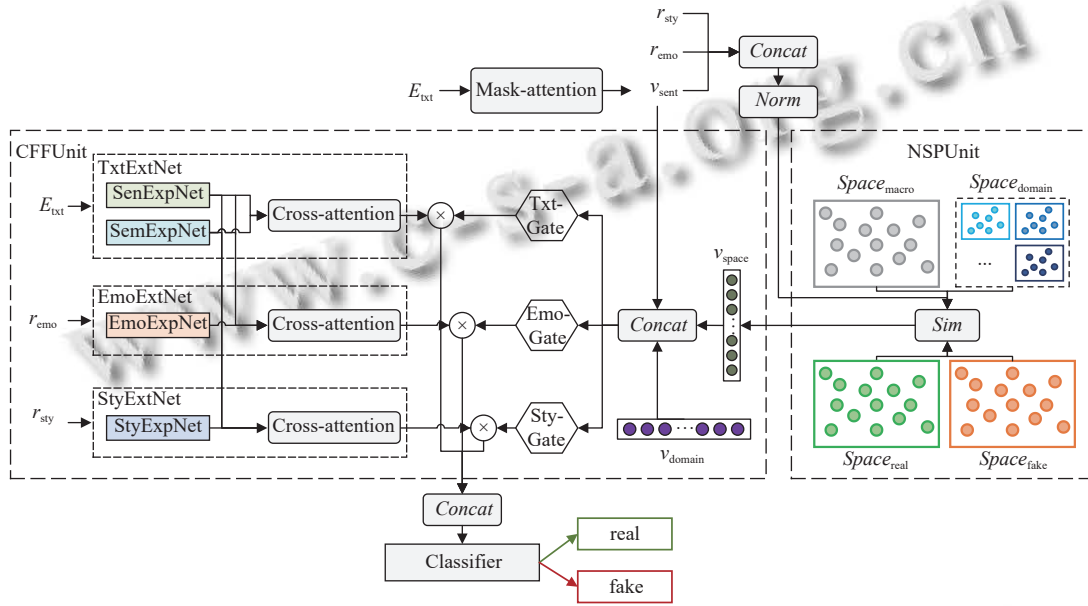 r_sty
r_emo
v_sent
Concat
Norm
E_txt
Mask-attention
CFFUnit
TxtExtNet
SenExpNet
SemExpNet
E_txt
Cross-attention
×
Txt-
Gate
EmoExtNet
EmoExpNet
r_emo
Cross-attention
×
Emo-
Gate
Concat
v_space
StyExtNet
StyExpNet
r_sty
Cross-attention
×
Sty-
Gate
v_domain
NSPUnit
Space_macro
Space_domain
...
Sim
Space_real
Space_fake
Concat
Classifier
real
fake
www.c-s-a.org.cn